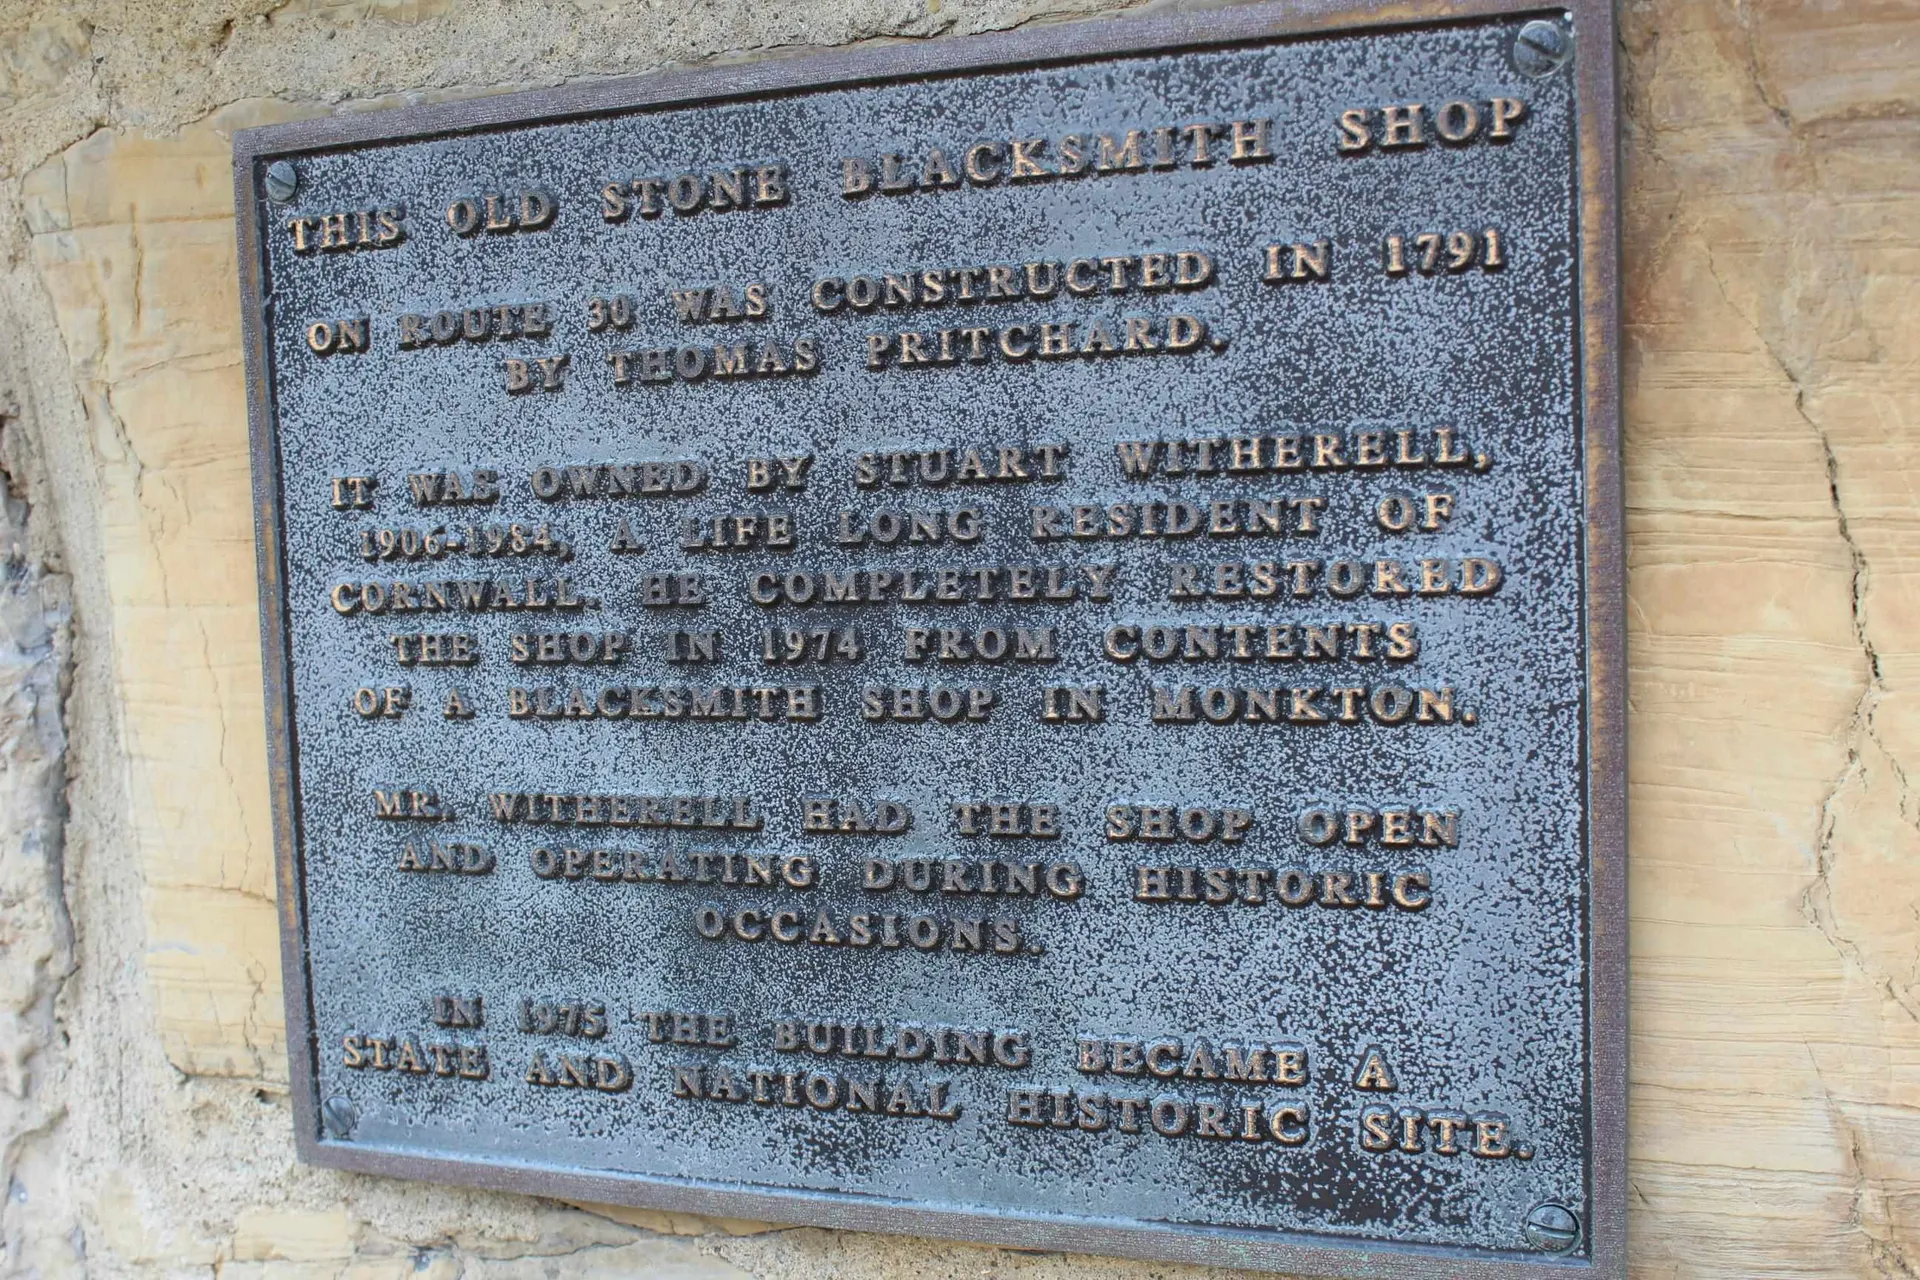 THIS OLD STONE BLACKSMITH SHOP
ON ROUTE 30 WAS CONSTRUCTED IN 1791
BY THOMAS PRITCHARD.
IT WAS OWNED BY STUART WITHERELL,
1906-1984, A LIFE LONG RESIDENT OF
CORNWALL. HE COMPLETELY RESTORED
THE SHOP IN 1974 FROM CONTENTS
OF A BLACKSMITH SHOP IN MONKTON.
MR. WITHERELL HAD THE SHOP OPEN
AND OPERATING DURING HISTORIC
OCCASIONS.
IN 1975 THE BUILDING BECAME A
STATE AND NATIONAL HISTORIC SITE.